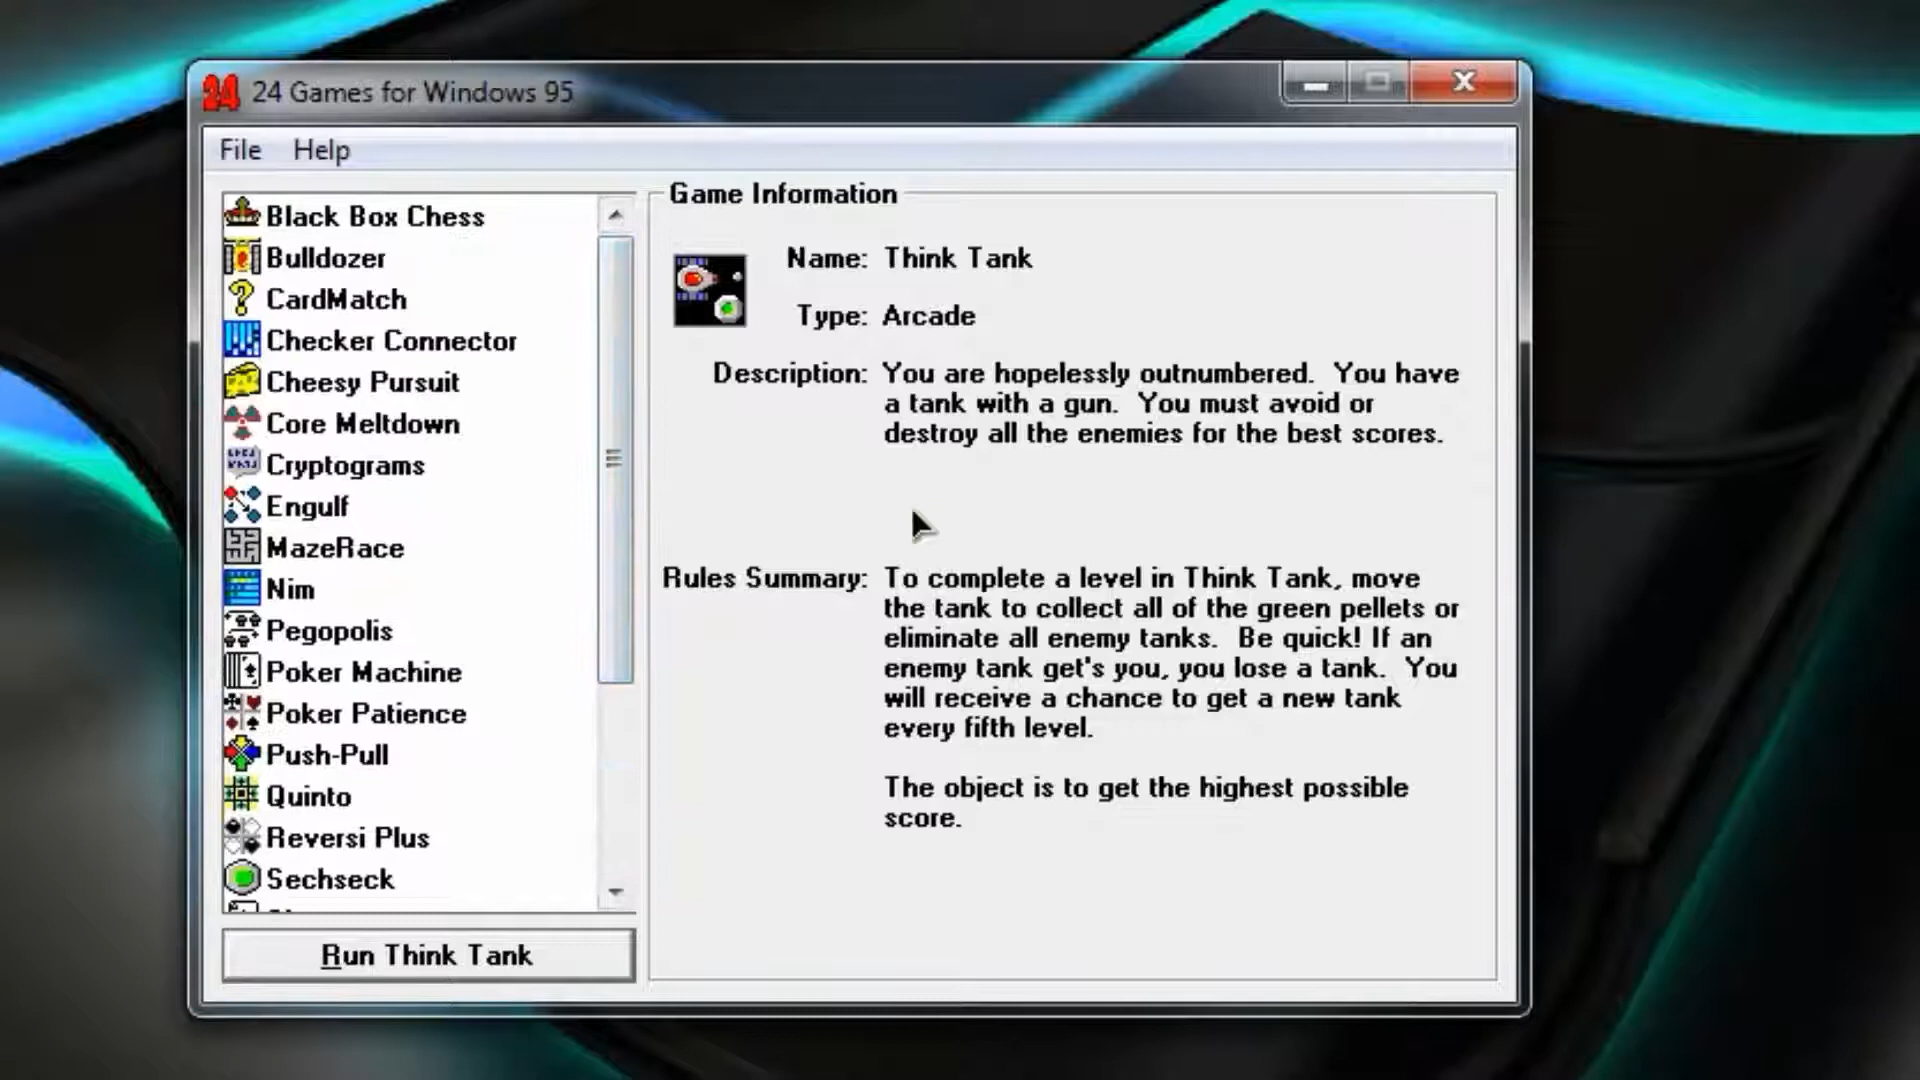 24 24 Games for Windows 95
File Help
Black Box Chess
Bulldozer
CardMatch
Checker Connector
Cheesy Pursuit
Core Meltdown
Cryptograms
Engulf
MazeRace
Nim
Pegopolis
Poker Machine
Poker Patience
Push-Pull
Quinto
Reversi Plus
Sechseck
Run Think Tank
Game Information
Name: Think Tank
Type: Arcade
Description: You are hopelessly outnumbered. You have
a tank with a gun. You must avoid or
destroy all the enemies for the best scores.
Rules Summary: To complete a level in Think Tank, move
the tank to collect all of the green pellets or
eliminate all enemy tanks. Be quick! If an
enemy tank get's you, you lose a tank. You
will receive a chance to get a new tank
every fifth level.
The object is to get the highest possible
score.